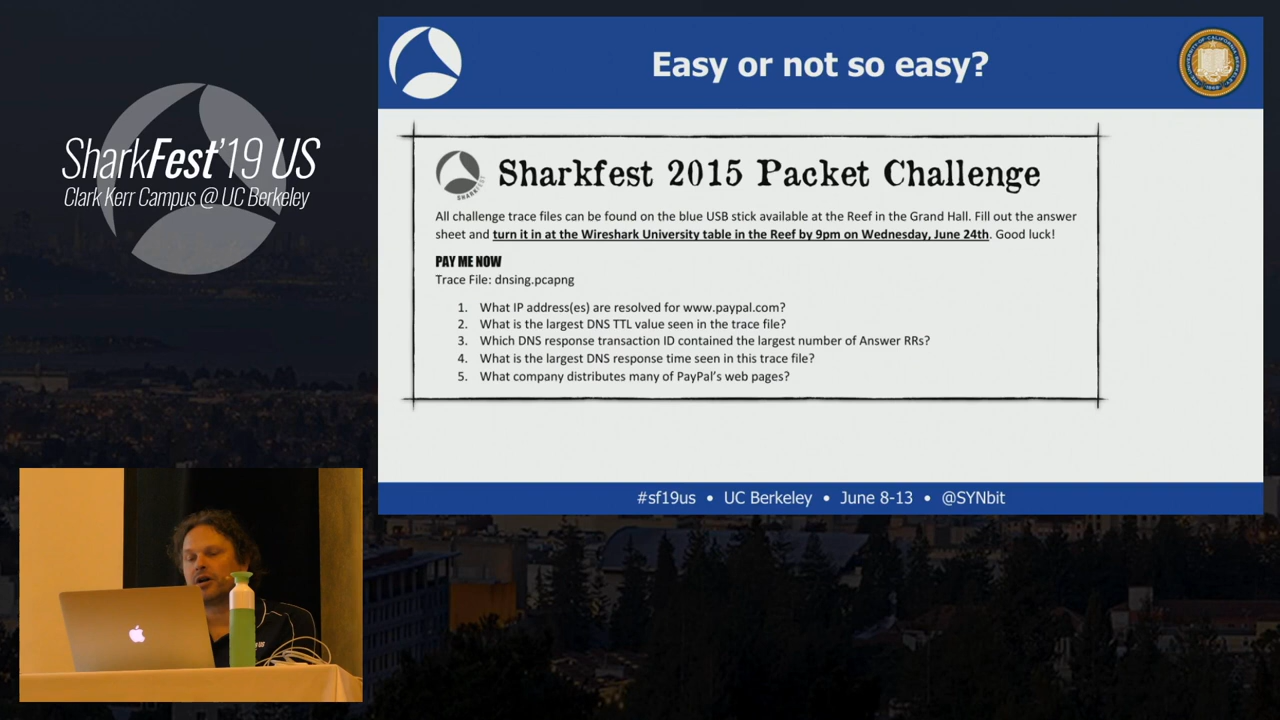 SharkFest'19 US
Clark Kerr Campus @ UC Berkeley
Easy or not so easy?
Sharkfest 2015 Packet Challenge
All challenge trace files can be found on the blue USB stick available at the Reef in the Grand Hall. Fill out the answer
sheet and turn it in at the Wireshark University table in the Reef by 9pm on Wednesday, June 24th. Good luck!
PAY ME NOW
Trace File: dnsing.pcapng
1. What IP address(es) are resolved for www.paypal.com?
2. What is the largest DNS TTL value seen in the trace file?
3. Which DNS response transaction ID contained the largest number of Answer RRs?
4. What is the largest DNS response time seen in this trace file?
5. What company distributes many of PayPal's web pages?
#sf19us • UC Berkeley • June 8-13 • @SYNbit